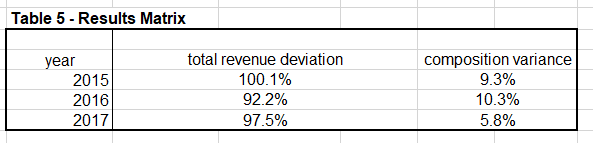 Table 5 - Results Matrix
year total revenue deviation composition variance
2015 100.1% 9.3%
2016 92.2% 10.3%
2017 97.5% 5.8%